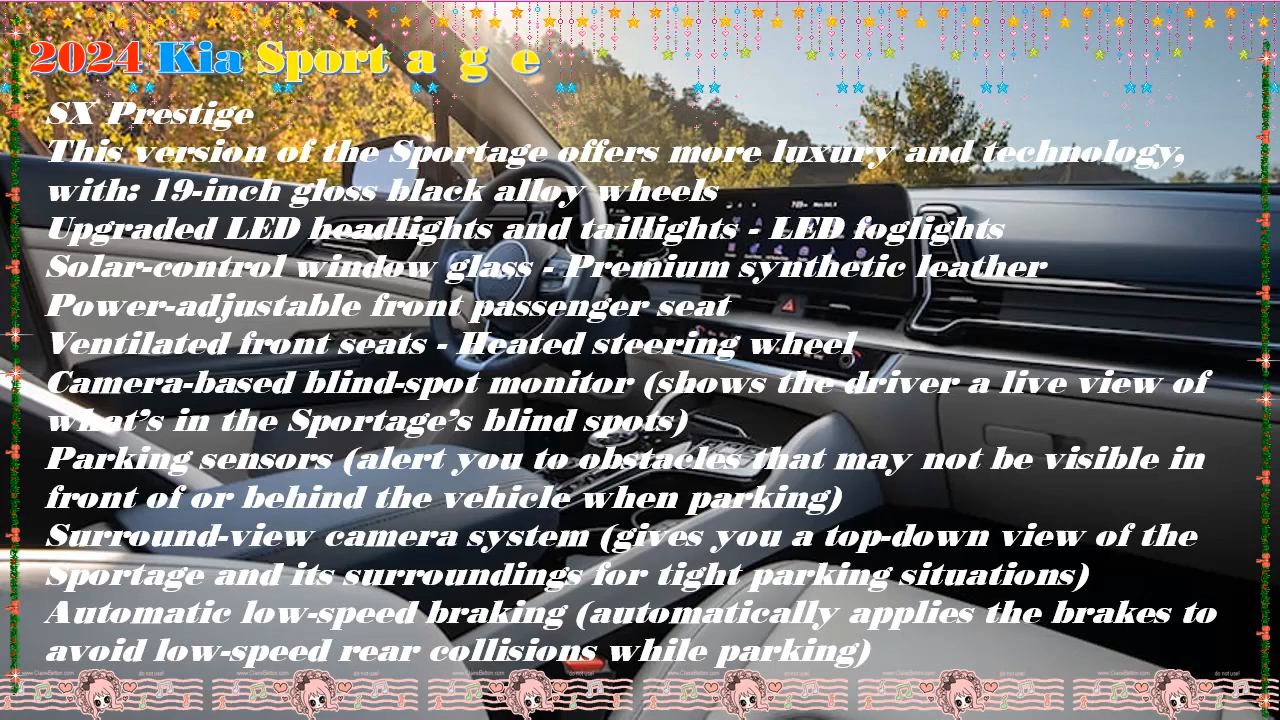 2024 Kia Sport a g e
SX Prestige
This version of the Sportage offers more luxury and technology,
with: 19-inch gloss black alloy wheels
Upgraded LED headlights and taillights - LED foglights
Solar-control window glass - Premium synthetic leather
Power-adjustable front passenger seat
Ventilated front seats - Heated steering wheel
Camera-based blind-spot monitor (shows the driver a live view of
what’s in the Sportage’s blind spots)
Parking sensors (alert you to obstacles that may not be visible in
front of or behind the vehicle when parking)
Surround-view camera system (gives you a top-down view of the
Sportage and its surroundings for tight parking situations)
Automatic low-speed braking (automatically applies the brakes to
avoid low-speed rear collisions while parking)